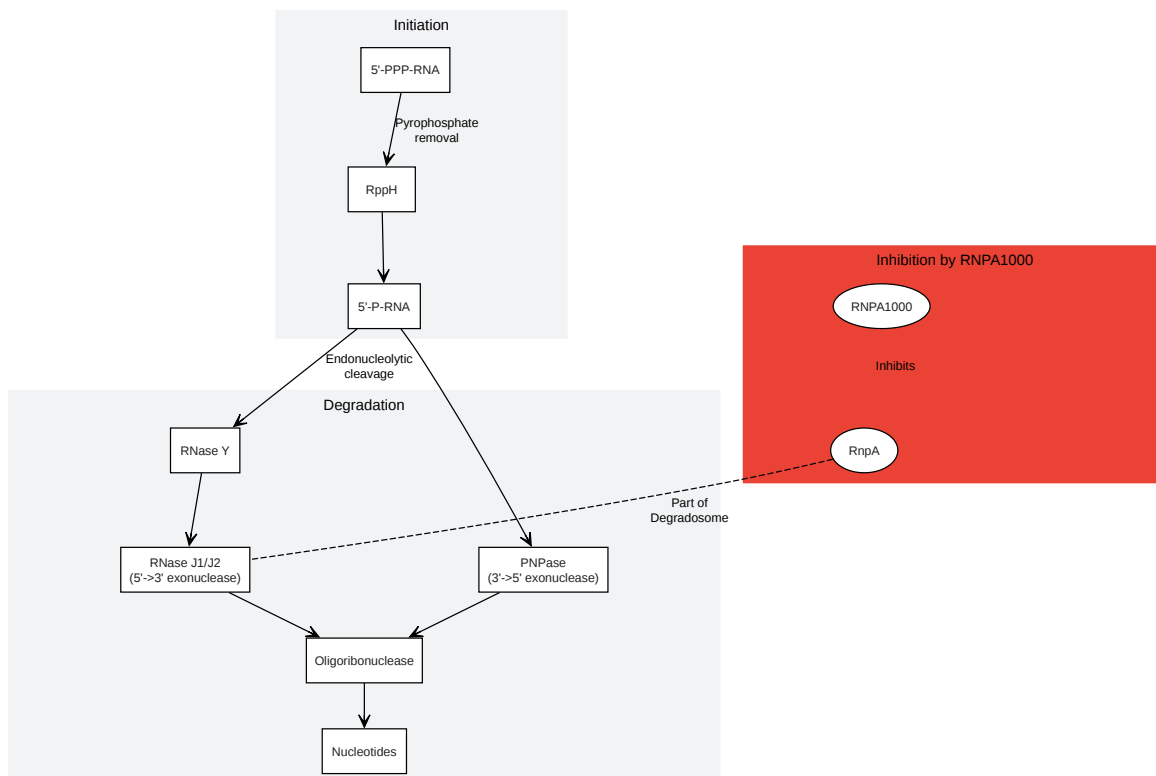 Initiation
5'-PPP-RNA
Pyrophosphate
removal
RppH
5'-P-RNA
Inhibition by RNPA1000
RNPA1000
Inhibits
RnpA
Endonucleolytic
cleavage
Degradation
RNase Y
Part of
Degradosome
RNase J1/J2
(5'->3' exonuclease)
PNPase
(3'->5' exonuclease)
Oligoribonuclease
Nucleotides